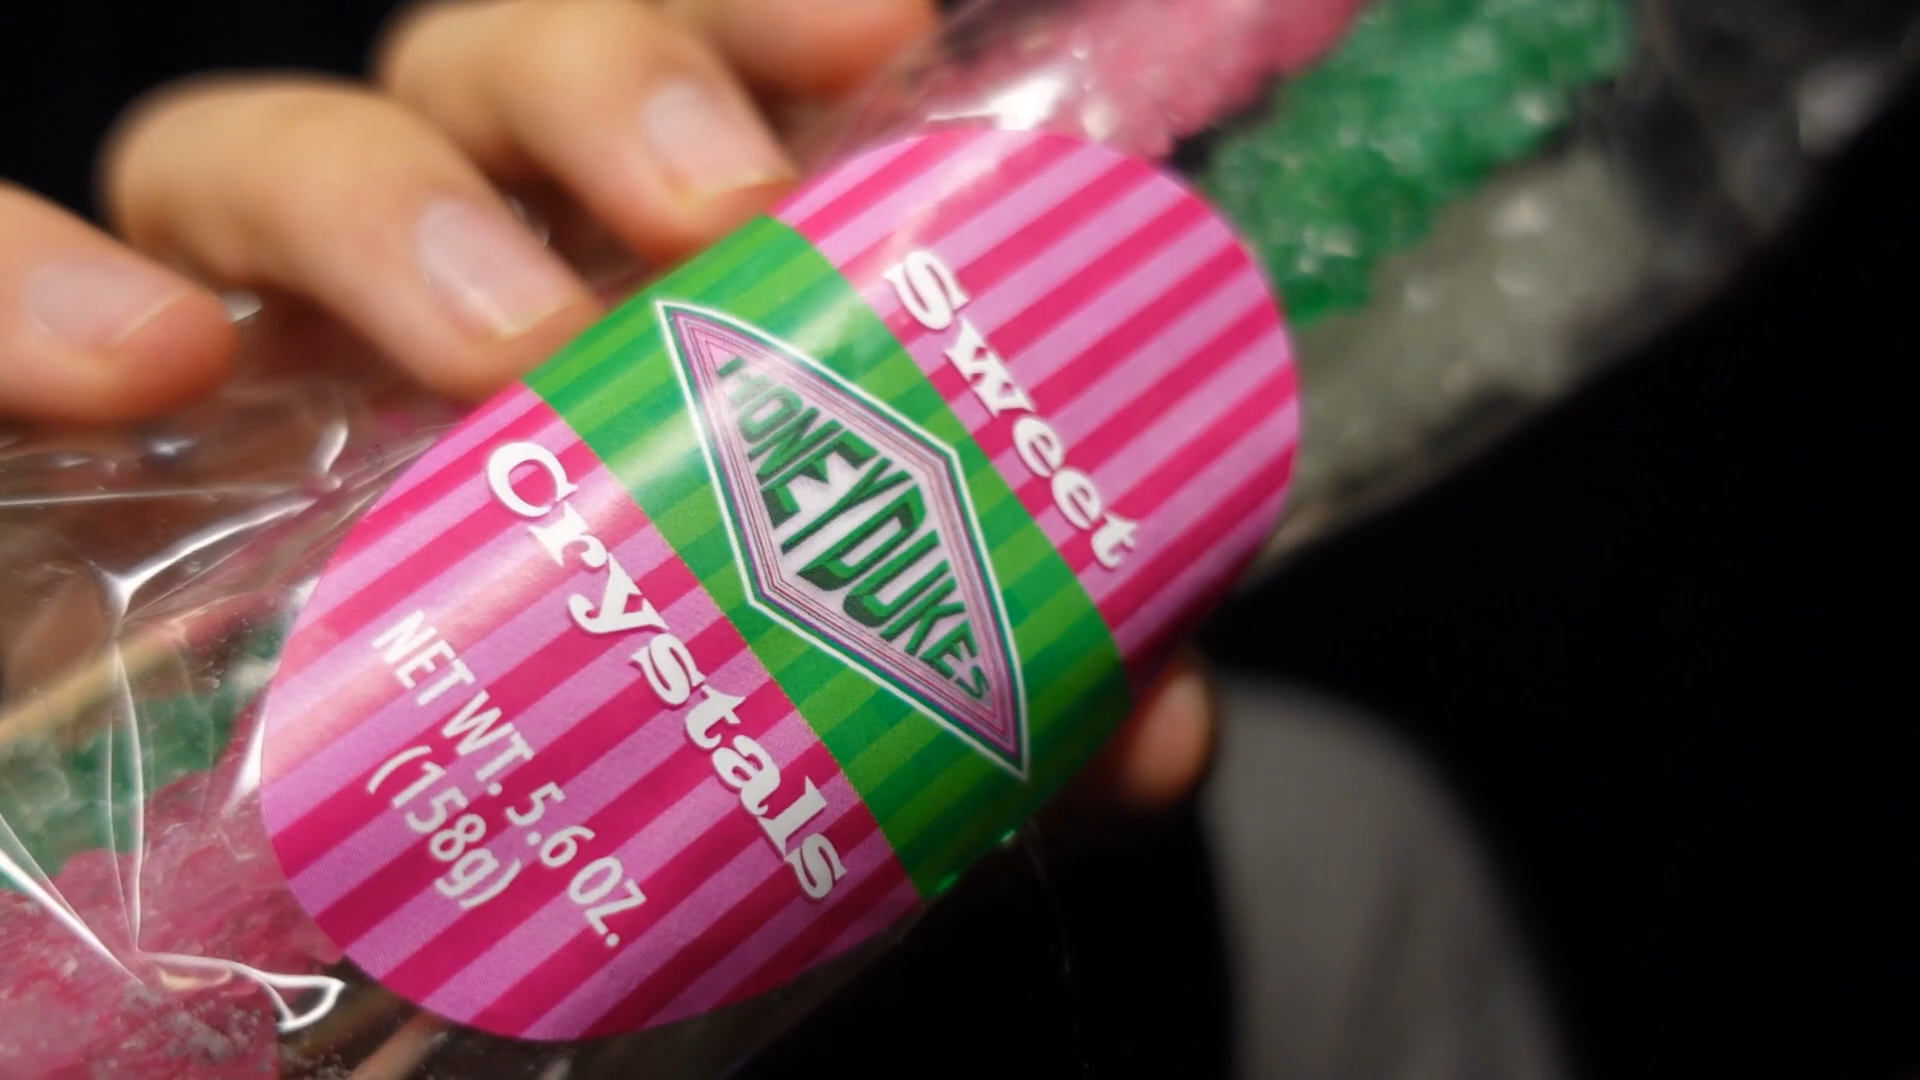 Sweet
HONEYDUKES
Crystals
NET WT. 5.6 OZ.
(158g)